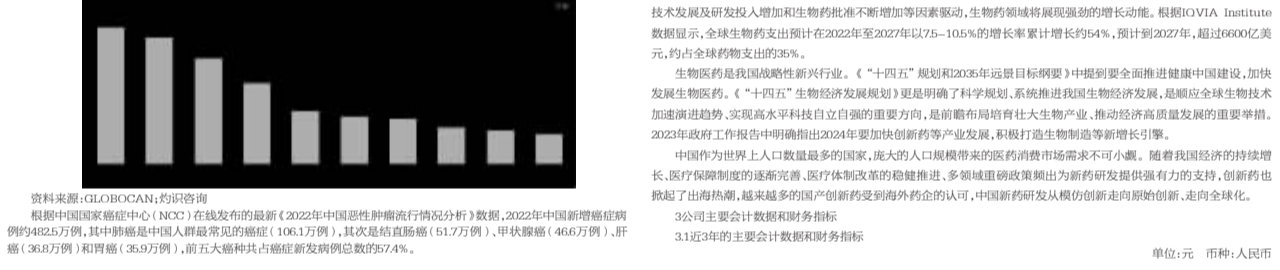 资料来源:GLOBOCAN;灼识咨询
根据中国国家癌症中心(NCC)在线发布的最新《2022年中国恶性肿瘤流行情况分析》数据,2022年中国新增癌症病
例约482.5万例,其中肺癌是中国人群最常见的癌症(106.1万例),其次是结直肠癌(51.7万例)、甲状腺癌(46.6万例)、肝
癌(36.8万例)和胃癌(35.9万例),前五大癌种共占癌症新发病例总数的57.4%。
技术发展及研发投入增加和生物药批准不断增加等因素驱动,生物药领域将展现强劲的增长动能。根据IQVIA Institute
数据显示,全球生物药支出预计在2022年至2027年以7.5-10.5%的增长率累计增长约54%,预计到2027年,超过6600亿美
元,约占全球药物支出的35%。
生物医药是我国战略性新兴行业。《“十四五”规划和2035年远景目标纲要》中提到要全面推进健康中国建设,加快
发展生物医药。《“十四五”生物经济发展规划》更是明确了科学规划、系统推进我国生物经济发展,是顺应全球生物技术
加速演进趋势、实现高水平科技自立自强的重要方向,是前瞻布局培育壮大生物产业、推动经济高质量发展的重要举措。
2023年政府工作报告中明确指出2024年要加快创新药等产业发展,积极打造生物制造等新增长引擎。
中国作为世界上人口数量最多的国家,庞大的人口规模带来的医药消费市场需求不可小觑。随着我国经济的持续增
长、医疗保障制度的逐渐完善、医疗体制改革的稳健推进、多领域重磅政策频出为新药研发提供强有力的支持,创新药也
掀起了出海热潮,越来越多的国产创新药受到海外药企的认可,中国新药研发从模仿创新走向原始创新、走向全球化。
3公司主要会计数据和财务指标
3.1近3年的主要会计数据和财务指标
单位:元 币种:人民币